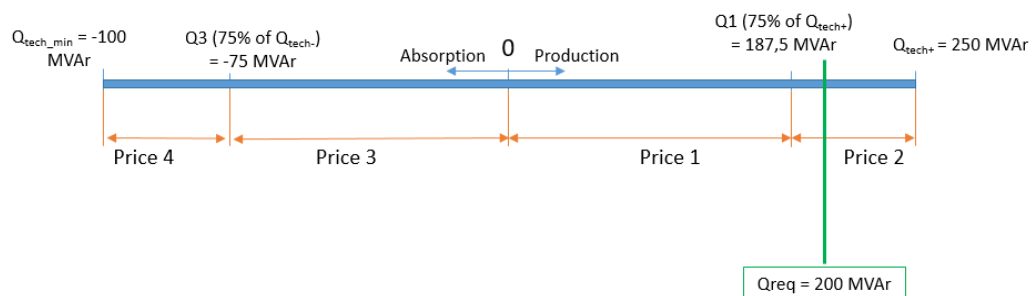 Q1 (75% of Qtech+)
= 187,5 MVAr
Qtech_min = -100
MVAr
Q3 (75% of Qtech-)
= -75 MVAr
0
Qtech+ = 250 MVAr
Absorption
Production
Price 4
Price 3
Price 1
Price 2
Qreq = 200 MVAr